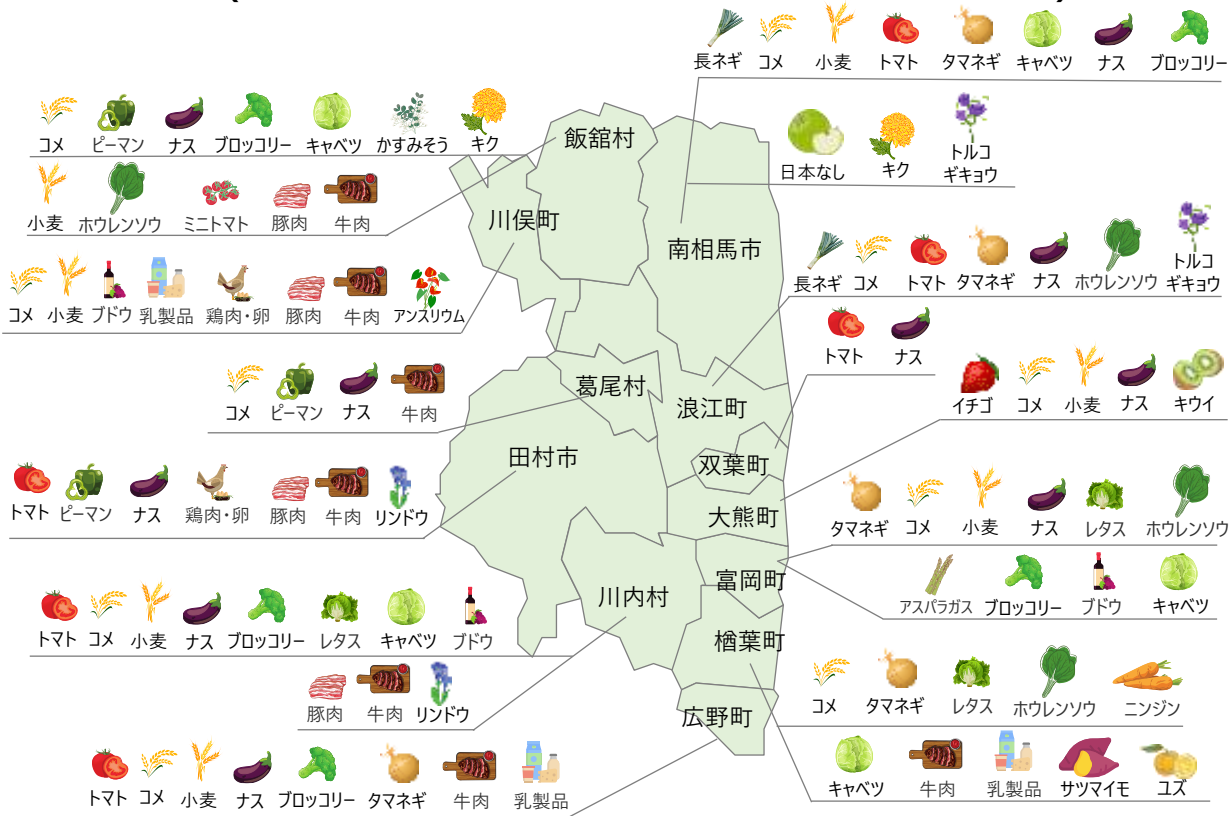 長ネギ コメ 小麦 トマト タマネギ キャベツ ナス ブロッコリー
日本なし キク トルコ
ギキョウ
コメ ピーマン ナス ブロッコリー キャベツ かすみそう キク
小麦 ホウレンソウ ミニトマト 豚肉 牛肉
コメ 小麦 ブドウ 乳製品 鶏肉・卵 豚肉 牛肉 アンスリウム
コメ ピーマン ナス 牛肉
トマト ピーマン ナス 鶏肉・卵 豚肉 牛肉 リンドウ
トマト コメ 小麦 ナス ブロッコリー レタス キャベツ ブドウ
豚肉 牛肉 リンドウ
トマト コメ 小麦 ナス ブロッコリー タマネギ 牛肉 乳製品
飯舘村
川俣町
南相馬市
葛尾村
浪江町
田村市
双葉町
大熊町
富岡町
川内村
楢葉町
広野町
長ネギ コメ トマト タマネギ ナス ホウレンソウ トルコ
ギキョウ
トマト ナス
イチゴ コメ 小麦 ナス キウイ
タマネギ コメ 小麦 ナス レタス ホウレンソウ
アスパラガス ブロッコリー ブドウ キャベツ
コメ タマネギ レタス ホウレンソウ ニンジン
キャベツ 牛肉 乳製品 サツマイモ ユズ